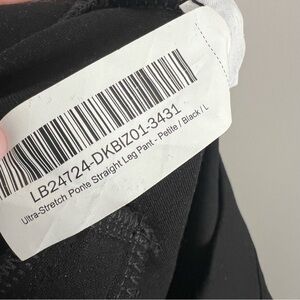 LB24724-DKBIZ01-3431
Ultra-Stretch Ponte Straight Leg Pant - Petite / Black / L